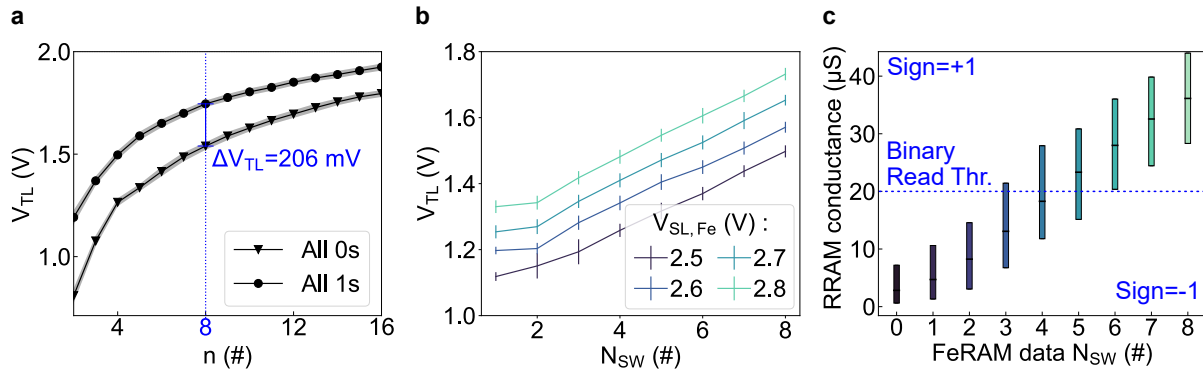 a
2.0
1.5
1.0
V_TL (V)
ΔV_TL=206 mV
All 0s
All 1s
4
8
12
16
n (#)
b
1.8
1.6
1.4
1.2
1.0
V_TL (V)
V_SL, Fe (V) :
2.5
2.7
2.6
2.8
2
4
6
8
N_SW (#)
c
40
30
20
10
0
RRAM conductance (µS)
Sign=+1
Binary
Read Thr.
Sign=-1
0 1 2 3 4 5 6 7 8
FeRAM data N_SW (#)